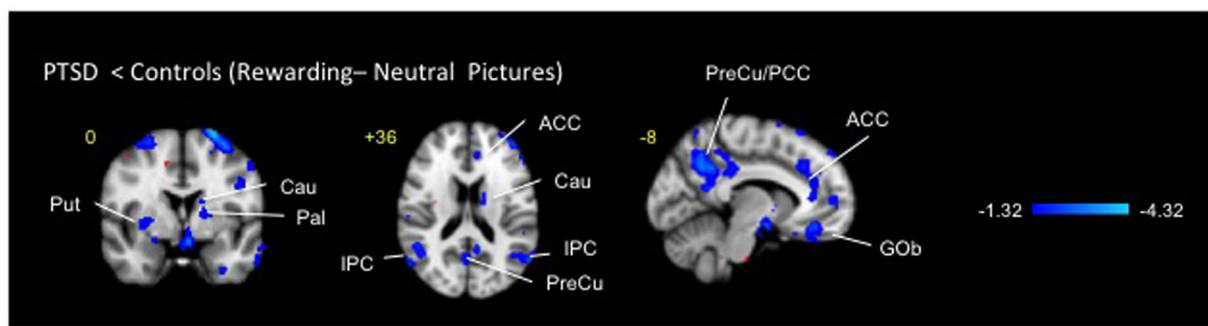 PTSD < Controls (Rewarding– Neutral Pictures)
0
Put
Cau
Pal
+36
ACC
Cau
IPC
IPC
PreCu
-8
PreCu/PCC
ACC
GOb
-1.32
-4.32